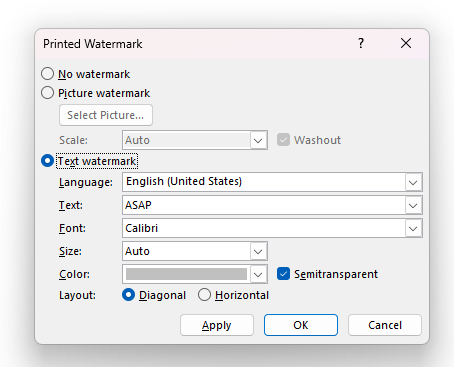 Printed Watermark ?
No watermark
Picture watermark
Select Picture...
Scale: Auto Washout
Text watermark
Language: English (United States)
Text: ASAP
Font: Calibri
Size: Auto
Color: Semitransparent
Layout: Diagonal Horizontal
Apply OK Cancel